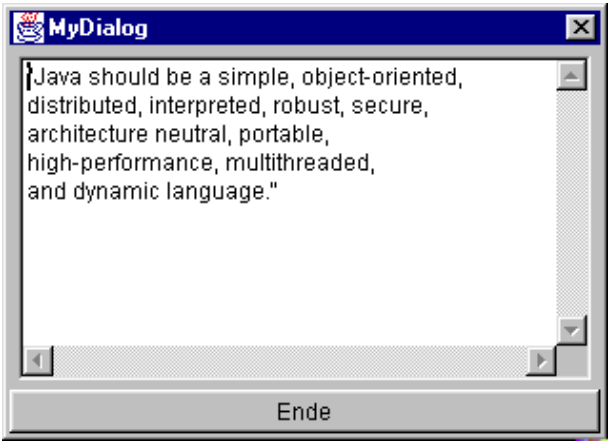 MyDialog
"Java should be a simple, object-oriented,
distributed, interpreted, robust, secure,
architecture neutral, portable,
high-performance, multithreaded,
and dynamic language."
Ende